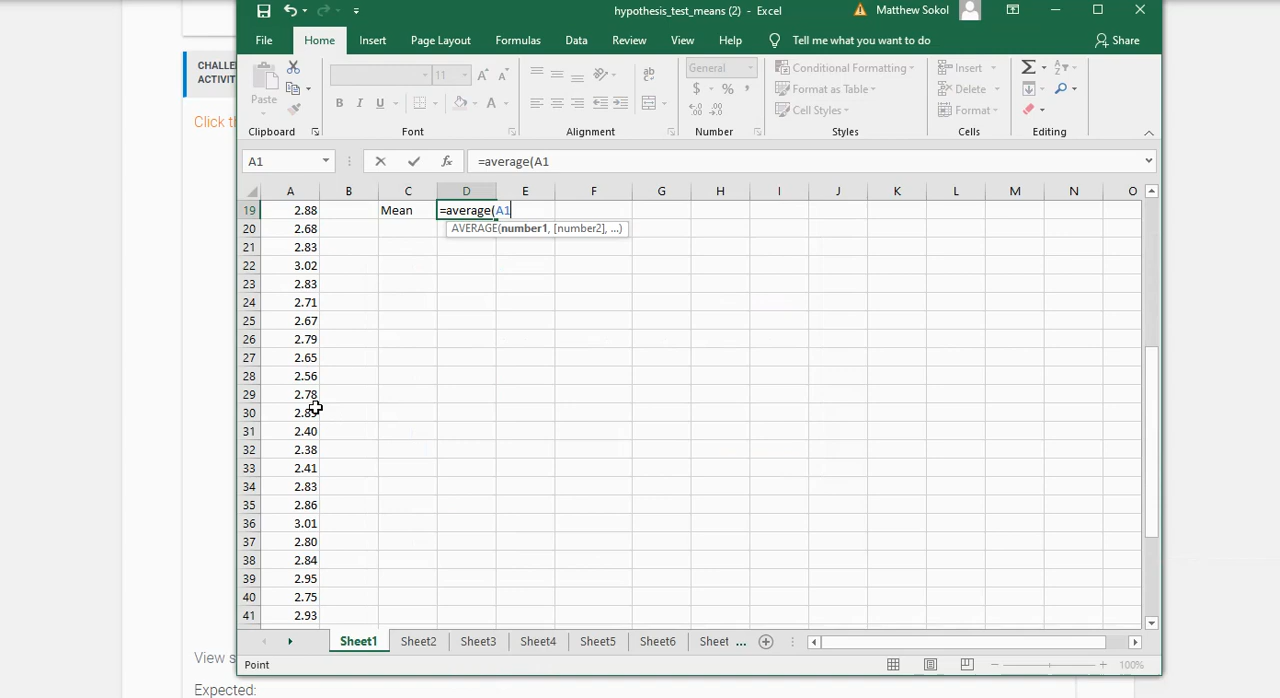 hypothesis_test_means (2) - Excel
Matthew Sokol
File Home Insert Page Layout Formulas Data Review View Help Tell me what you want to do Share
CHALLE
ACTIVIT
Click th
Paste
11
General
Conditional Formatting
Format as Table
Cell Styles
Insert
Delete
Format
Clipboard Font Alignment Number Styles Cells Editing
A1 =average(A1
A B C D E F G H I J K L M N O
19 2.88 Mean =average(A1
AVERAGE(number1, [number2], ...)
20 2.68
21 2.83
22 3.02
23 2.83
24 2.71
25 2.67
26 2.79
27 2.65
28 2.56
29 2.78
30
31 2.40
32 2.38
33 2.41
34 2.83
35 2.86
36 3.01
37 2.80
38 2.84
39 2.95
40 2.75
41 2.93
Sheet1 Sheet2 Sheet3 Sheet4 Sheet5 Sheet6 Sheet ...
Point 100%
View s
Expected: